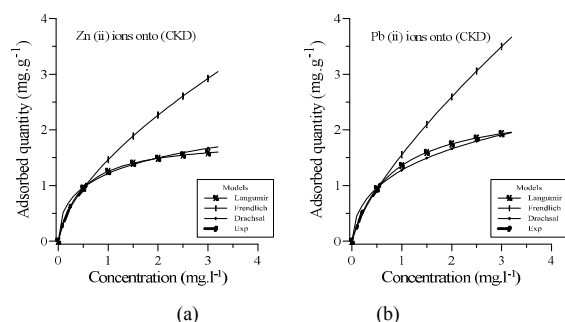 Zn (ii) ions onto (CKD)
4
3
2
1
0
Adsorbed quantity (mg.g-1)
Models
Langumir
Frendlich
Drachsal
Exp
0 1 2 3 4
Concentration (mg.l-1)
(a)
Pb (ii) ions onto (CKD)
4
3
2
1
0
Adsorbed quantity (mg.g-1)
Models
Langumir
Frendlich
Drachsal
Exp
0 1 2 3 4
Concentration (mg.l-1)
(b)